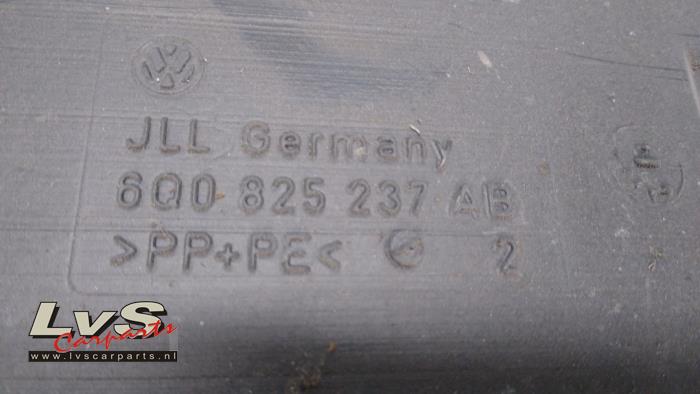 JLL Germany
6Q0 825 237 AB
>PP+PE< 2
LvS
Carparts
www.lvscarparts.nl